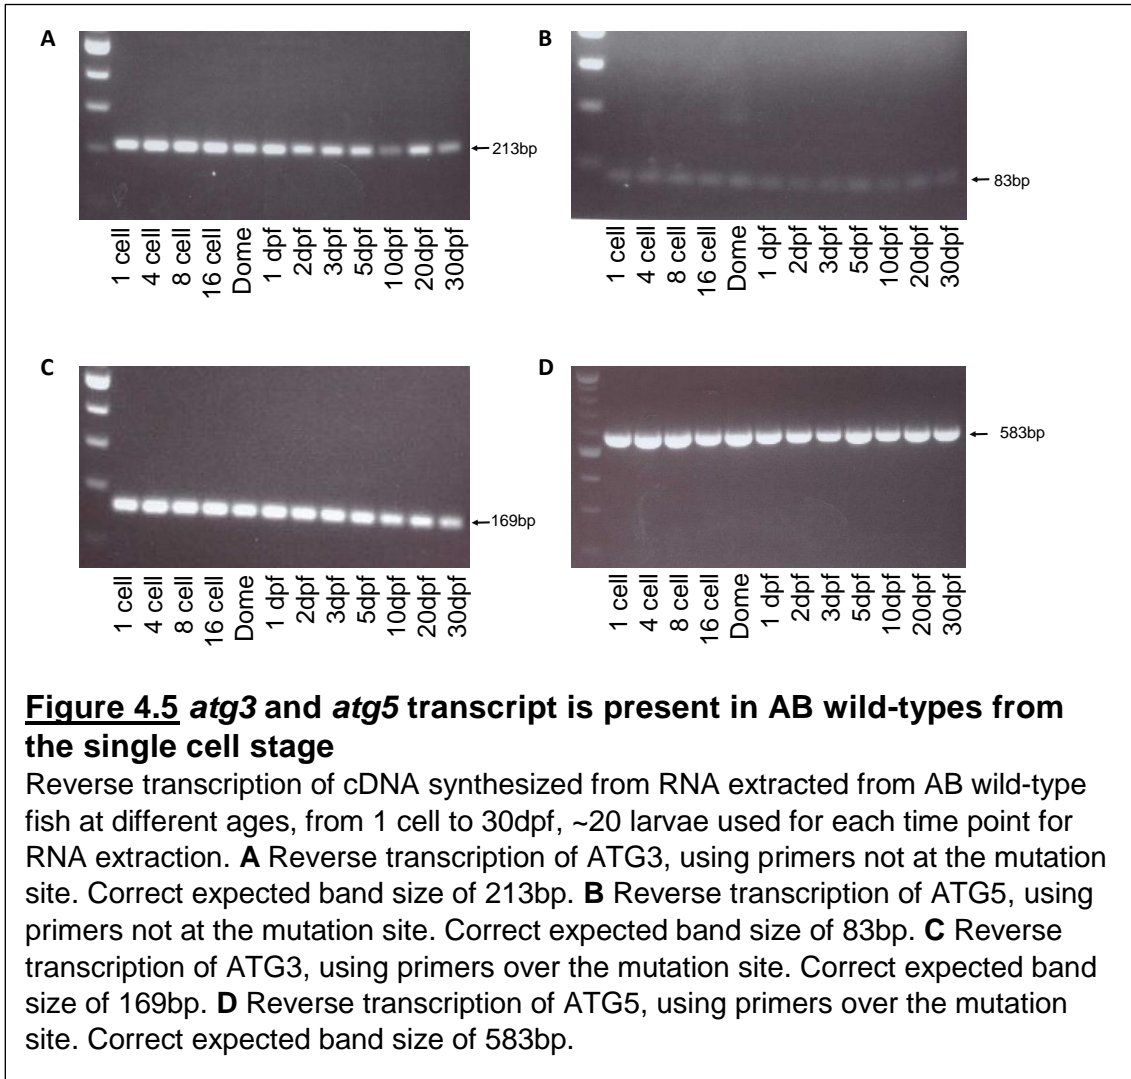 A
213bp
1 cell
4 cell
8 cell
16 cell
Dome
1 dpf
2dpf
3dpf
5dpf
10dpf
20dpf
30dpf
B
83bp
1 cell
4 cell
8 cell
16 cell
Dome
1 dpf
2dpf
3dpf
5dpf
10dpf
20dpf
30dpf
C
169bp
1 cell
4 cell
8 cell
16 cell
Dome
1 dpf
2dpf
3dpf
5dpf
10dpf
20dpf
30dpf
D
583bp
1 cell
4 cell
8 cell
16 cell
Dome
1 dpf
2dpf
3dpf
5dpf
10dpf
20dpf
30dpf
Figure 4.5 atg3 and atg5 transcript is present in AB wild-types from
the single cell stage
Reverse transcription of cDNA synthesized from RNA extracted from AB wild-type
fish at different ages, from 1 cell to 30dpf, ~20 larvae used for each time point for
RNA extraction. A Reverse transcription of ATG3, using primers not at the mutation
site. Correct expected band size of 213bp. B Reverse transcription of ATG5, using
primers not at the mutation site. Correct expected band size of 83bp. C Reverse
transcription of ATG3, using primers over the mutation site. Correct expected band
size of 169bp. D Reverse transcription of ATG5, using primers over the mutation
site. Correct expected band size of 583bp.